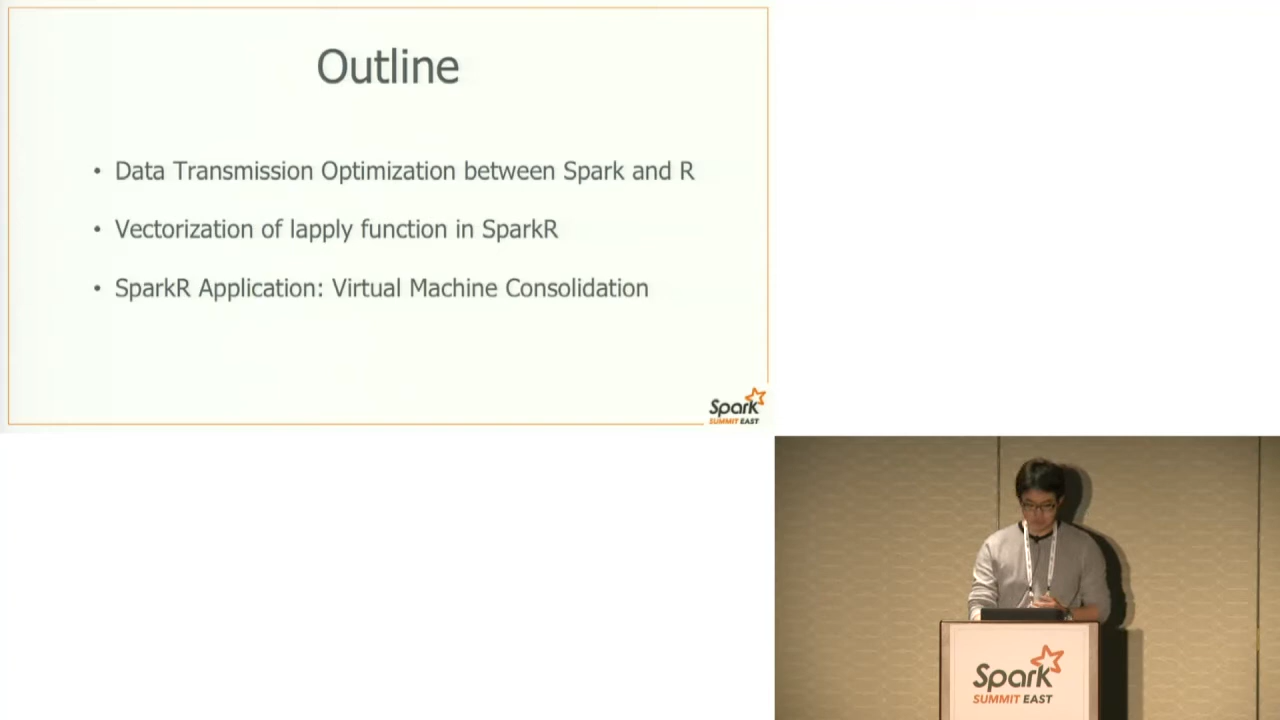 Outline
• Data Transmission Optimization between Spark and R
• Vectorization of lapply function in SparkR
• SparkR Application: Virtual Machine Consolidation
Spark
SUMMIT EAST
Spark
SUMMIT EAST